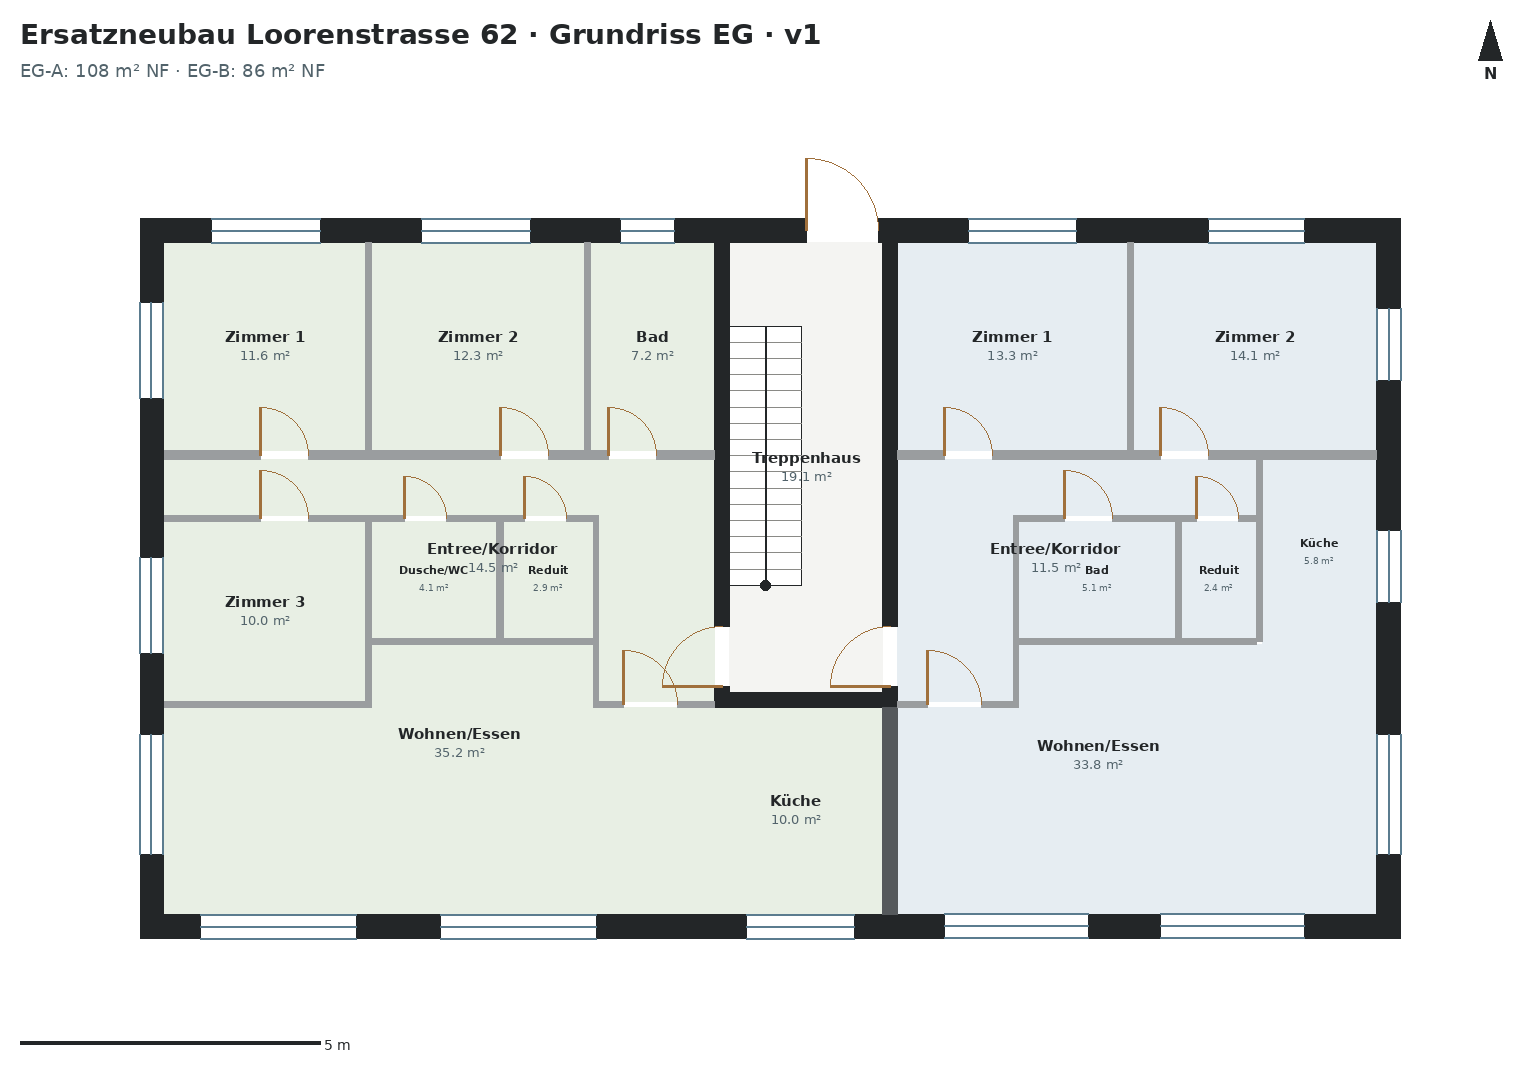 Ersatzneubau Loorenstrasse 62 · Grundriss EG · v1
EG-A: 108 m² NF · EG-B: 86 m² NF
N
Zimmer 1
11.6 m²
Zimmer 2
12.3 m²
Bad
7.2 m²
Treppenhaus
19.1 m²
Zimmer 1
13.3 m²
Zimmer 2
14.1 m²
Entree/Korridor
14.5 m²
Dusche/WC
4.1 m²
Reduit
2.9 m²
Zimmer 3
10.0 m²
Entree/Korridor
11.5 m²
Bad
5.1 m²
Reduit
2.4 m²
Küche
5.8 m²
Wohnen/Essen
35.2 m²
Küche
10.0 m²
Wohnen/Essen
33.8 m²
5 m